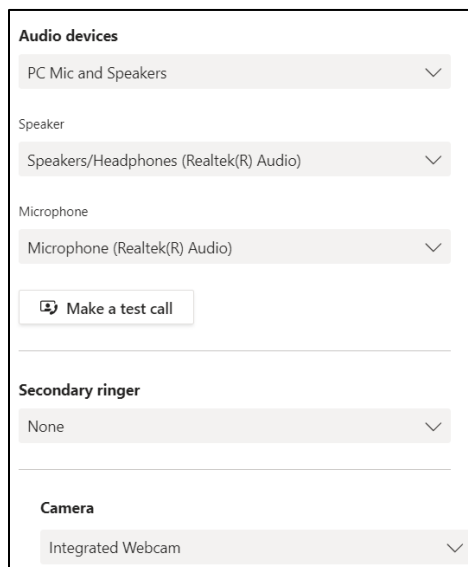 Audio devices
PC Mic and Speakers
Speaker
Speakers/Headphones (Realtek(R) Audio)
Microphone
Microphone (Realtek(R) Audio)
Make a test call
Secondary ringer
None
Camera
Integrated Webcam